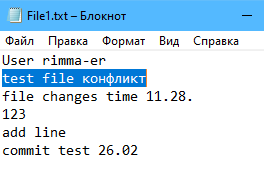 File1.txt – Блокнот
Файл Правка Формат Вид Справка
User rimma-er
test file конфликт
file changes time 11.28.
123
add line
commit test 26.02